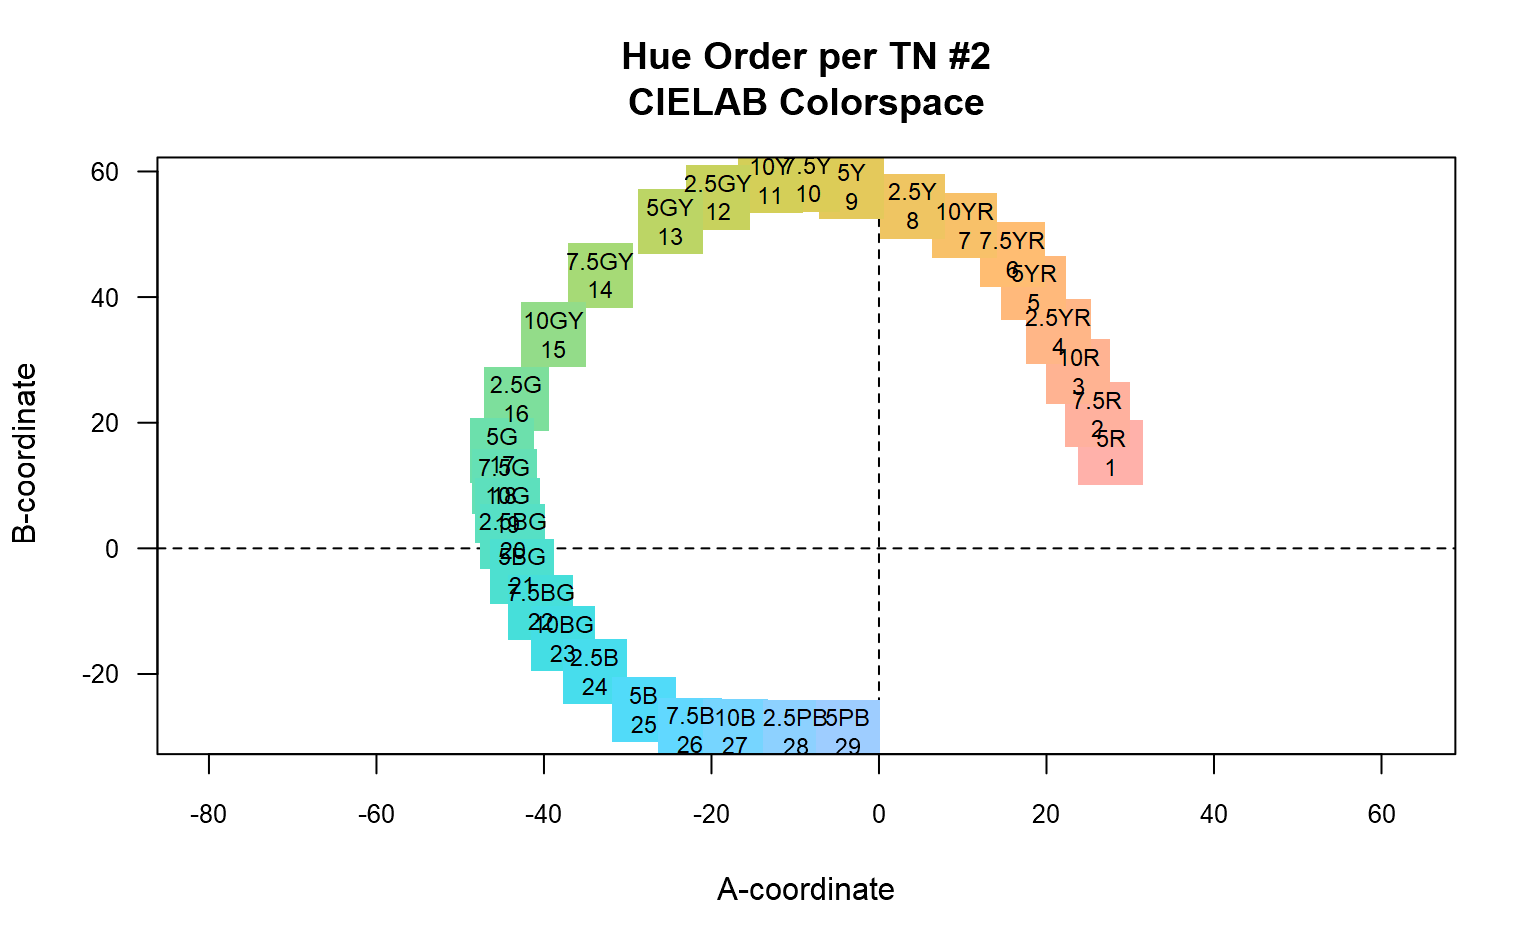 Hue Order per TN #2
CIELAB Colorspace
B-coordinate
60
40
20
0
-20
10Y
11
7.5Y
10
5Y
9
2.5GY
12
2.5Y
8
5GY
13
10YR
7
7.5GY
14
7.5YR
6
5YR
5
10GY
15
2.5YR
4
10R
3
2.5G
16
7.5R
2
5G
17
5R
1
7.5G
18
10G
19
2.5BG
20
5BG
21
7.5BG
22
10BG
23
2.5B
24
5B
25
7.5B
26
10B
27
2.5PB
28
5PB
29
-80
-60
-40
-20
0
20
40
60
A-coordinate